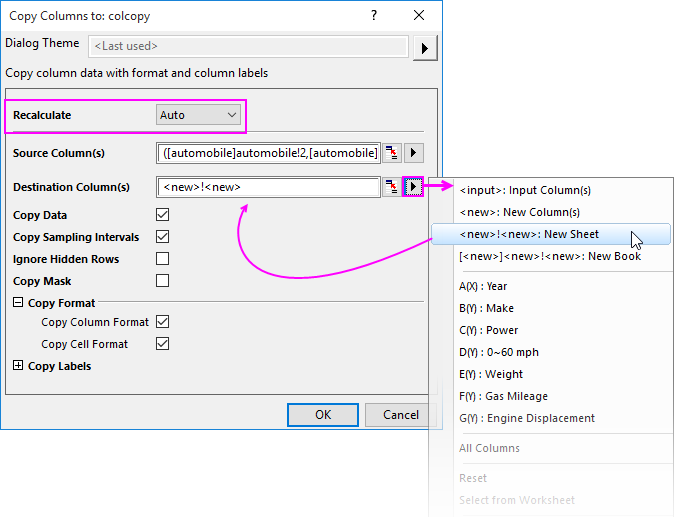 Copy Columns to: colcopy
Dialog Theme <Last used>
Copy column data with format and column labels
Recalculate Auto
Source Column(s) ([automobile]automobile!2,[automobile]
Destination Column(s) <new>!<new>
Copy Data
Copy Sampling Intervals
Ignore Hidden Rows
Copy Mask
Copy Format
Copy Column Format
Copy Cell Format
Copy Labels
OK Cancel
<input>: Input Column(s)
<new>: New Column(s)
<new>!<new>: New Sheet
[<new>]<new>!<new>: New Book
A(X) : Year
B(Y) : Make
C(Y) : Power
D(Y) : 0~60 mph
E(Y) : Weight
F(Y) : Gas Mileage
G(Y) : Engine Displacement
All Columns
Reset
Select from Worksheet